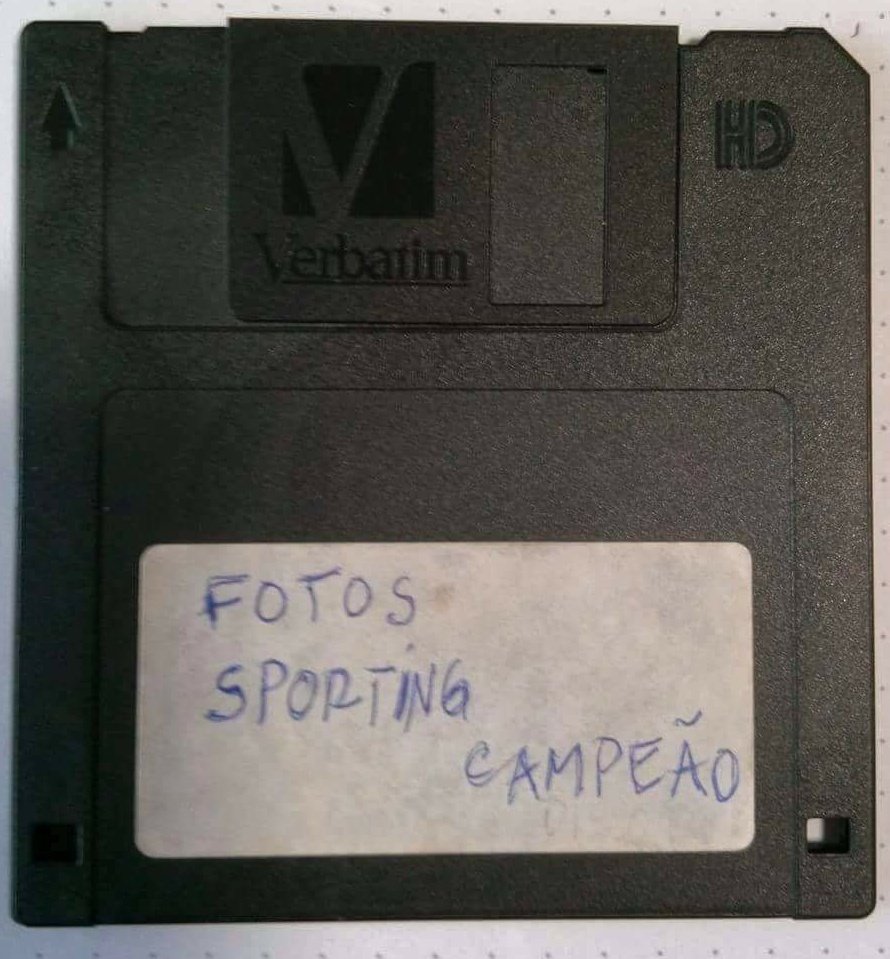 Verbatim
HD
FOTOS
SPORTING
CAMPEÃO